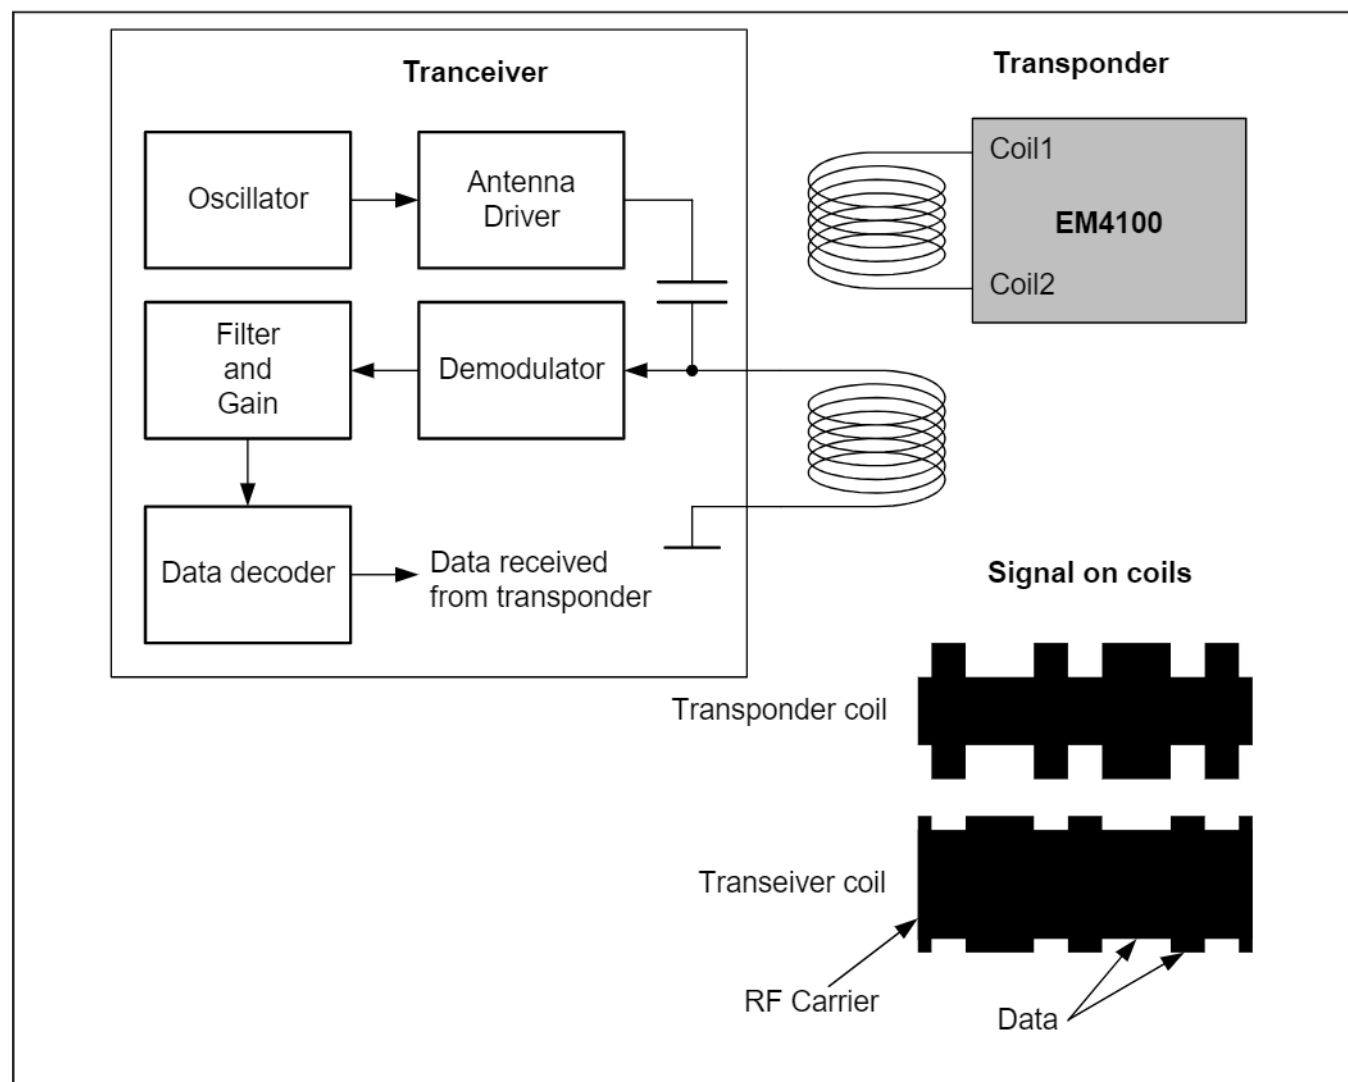 Tranceiver
Transponder
Oscillator
Antenna
Driver
Coil1
EM4100
Coil2
Filter
and
Gain
Demodulator
Data decoder
Data received
from transponder
Signal on coils
Transponder coil
Transeiver coil
RF Carrier
Data